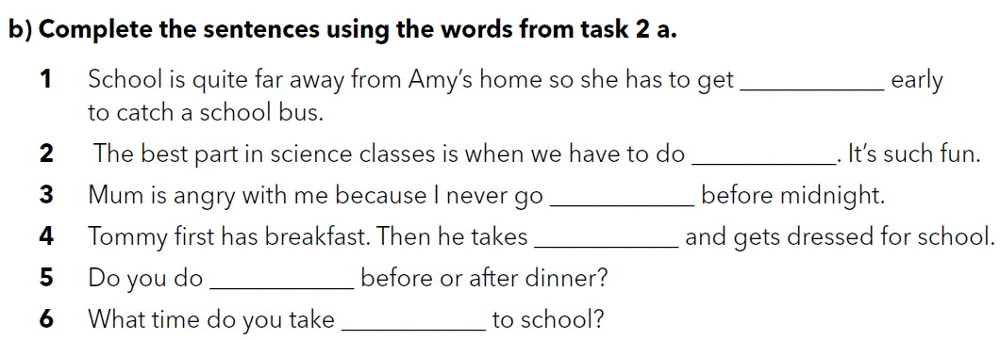 b) Complete the sentences using the words from task 2 a.
1 School is quite far away from Amy's home so she has to get ___________ early
to catch a school bus.
2 The best part in science classes is when we have to do ___________. It's such fun.
3 Mum is angry with me because I never go ___________ before midnight.
4 Tommy first has breakfast. Then he takes ___________ and gets dressed for school.
5 Do you do ___________ before or after dinner?
6 What time do you take ___________ to school?